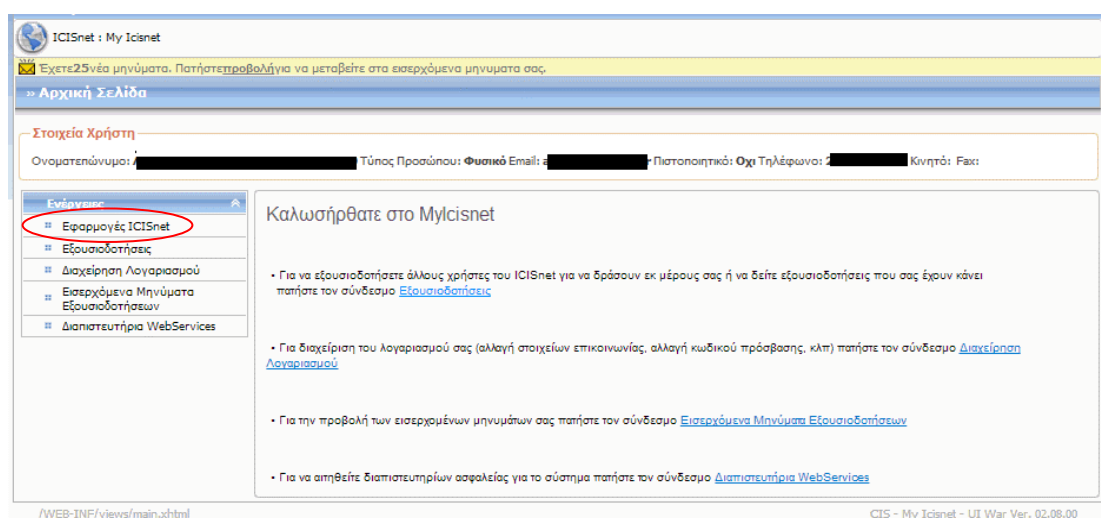 ICISnet : My Icisnet
Έχετε25νέα μηνύματα. Πατήστεπροβολήγια να μεταβείτε στα εισερχόμενα μηνυματα σας.
» Αρχική Σελίδα
Στοιχεία Χρήστη
Ονοματεπώνυμο: Τύπος Προσώπου: Φυσικό Email: Πιστοποιητικό: Οχι Τηλέφωνο: 2 Κινητό: Fax:
Ενέργειες
Εφαρμογές ICISnet
Εξουσιοδοτήσεις
Διαχείρηση Λογαριασμού
Εισερχόμενα Μηνύματα
Εξουσιοδοτήσεων
Διαπιστευτήρια WebServices
Καλωσήρθατε στο MyIcisnet
• Για να εξουσιοδοτήσετε άλλους χρήστες του ICISnet για να δράσουν εκ μέρους σας ή να δείτε εξουσιοδοτήσεις που σας έχουν κάνει
πατήστε τον σύνδεσμο Εξουσιοδοτήσεις
• Για διαχείριση του λογαριασμού σας (αλλαγή στοιχείων επικοινωνίας, αλλαγή κωδικού πρόσβασης, κλπ) πατήστε τον σύνδεσμο Διαχείρηση
Λογαριασμού
• Για την προβολή των εισερχομένων μηνυμάτων σας πατήστε τον σύνδεσμο Εισερχόμενα Μηνύματα Εξουσιοδοτήσεων
• Για να αιτηθείτε διαπιστευτηρίων ασφαλείας για το σύστημα πατήστε τον σύνδεσμο Διαπιστευτήρια WebServices
/WEB-INF/views/main.xhtml
CIS - My Icisnet - UI War Ver. 02.08.00